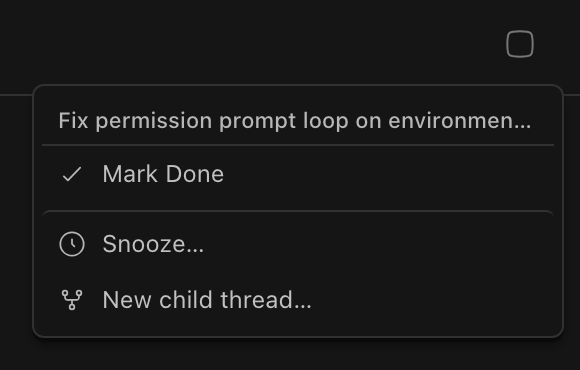 Fix permission prompt loop on environmen...
Mark Done
Snooze...
New child thread...